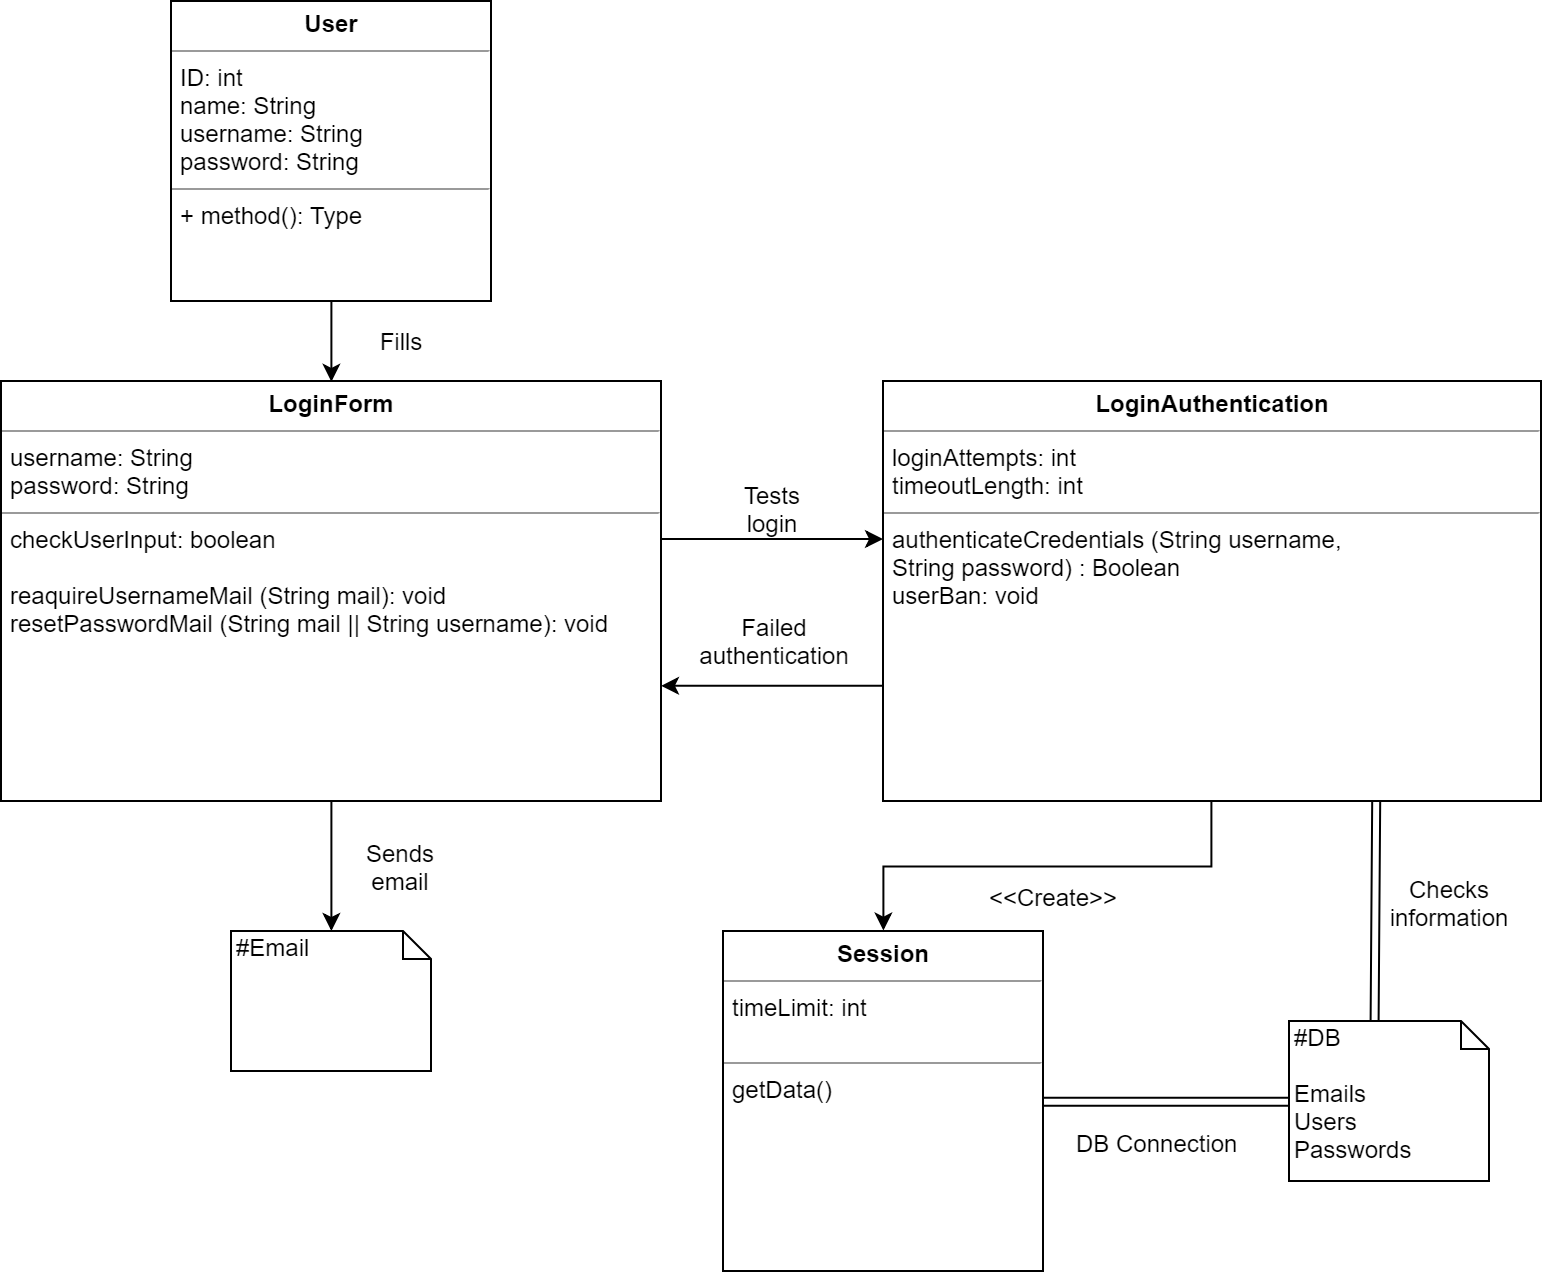 User
ID: int
name: String
username: String
password: String
+ method(): Type
Fills
LoginForm
username: String
password: String
checkUserInput: boolean
reaquireUsernameMail (String mail): void
resetPasswordMail (String mail || String username): void
Tests
login
Failed
authentication
LoginAuthentication
loginAttempts: int
timeoutLength: int
authenticateCredentials (String username,
String password) : Boolean
userBan: void
Sends
email
#Email
<<Create>>
Checks
information
Session
timeLimit: int
getData()
DB Connection
#DB
Emails
Users
Passwords